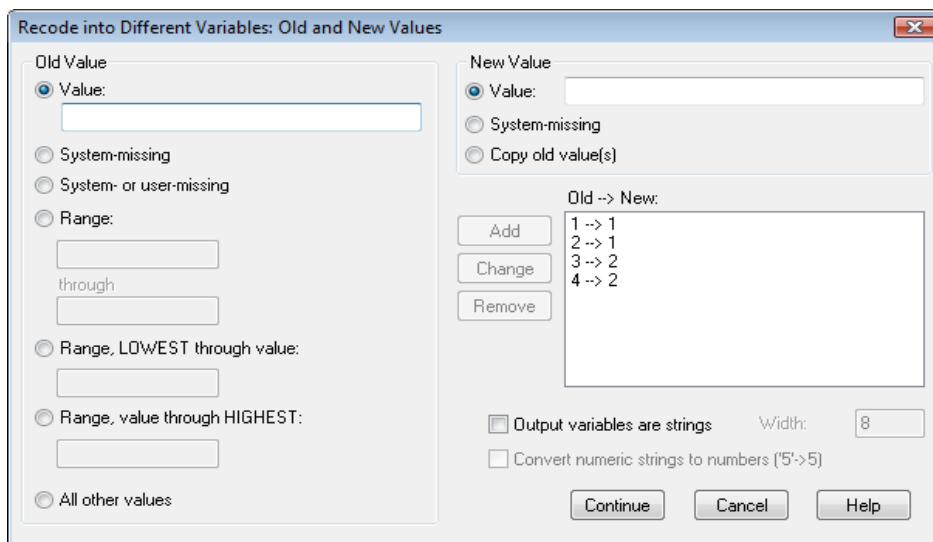 Recode into Different Variables: Old and New Values
Old Value
Value:
System-missing
System- or user-missing
Range:
through
Range, LOWEST through value:
Range, value through HIGHEST:
All other values
New Value
Value:
System-missing
Copy old value(s)
Old --> New:
Add
Change
Remove
1 --> 1
2 --> 1
3 --> 2
4 --> 2
Output variables are strings Width: 8
Convert numeric strings to numbers ('5'->5)
Continue Cancel Help